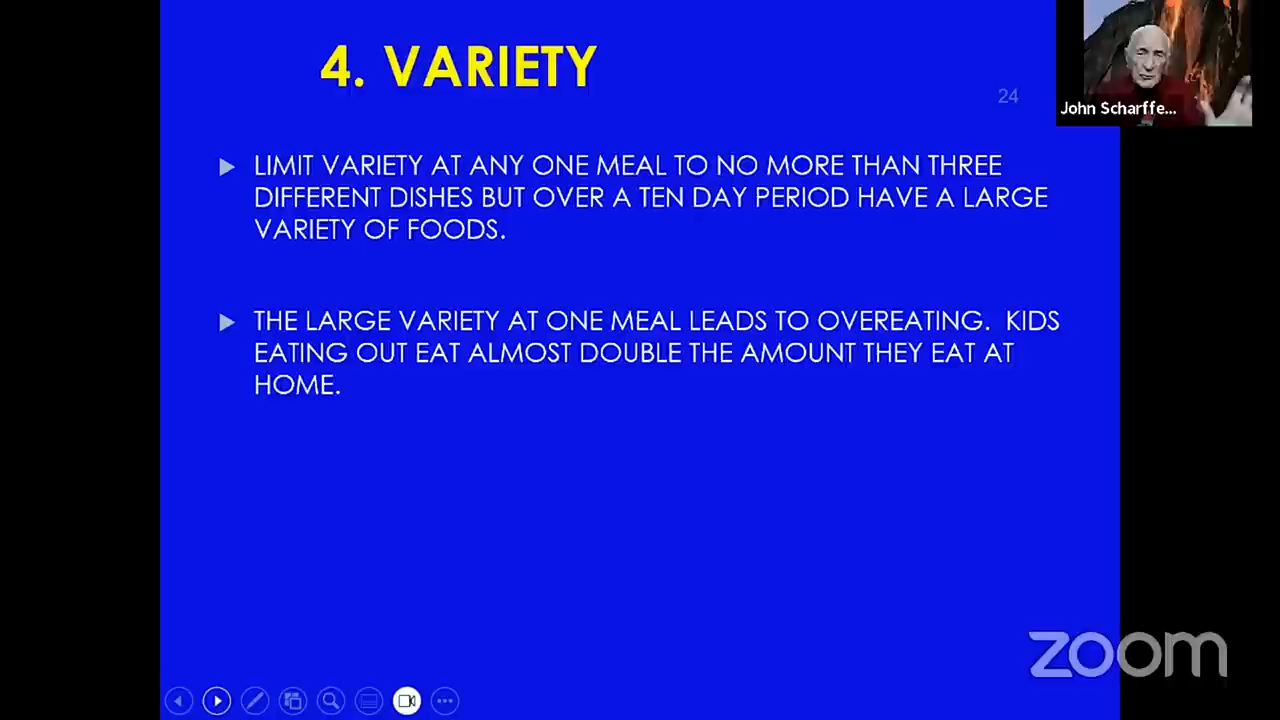 4. VARIETY
24
John Scharffe...
LIMIT VARIETY AT ANY ONE MEAL TO NO MORE THAN THREE
DIFFERENT DISHES BUT OVER A TEN DAY PERIOD HAVE A LARGE
VARIETY OF FOODS.
THE LARGE VARIETY AT ONE MEAL LEADS TO OVEREATING.  KIDS
EATING OUT EAT ALMOST DOUBLE THE AMOUNT THEY EAT AT
HOME.
zoom